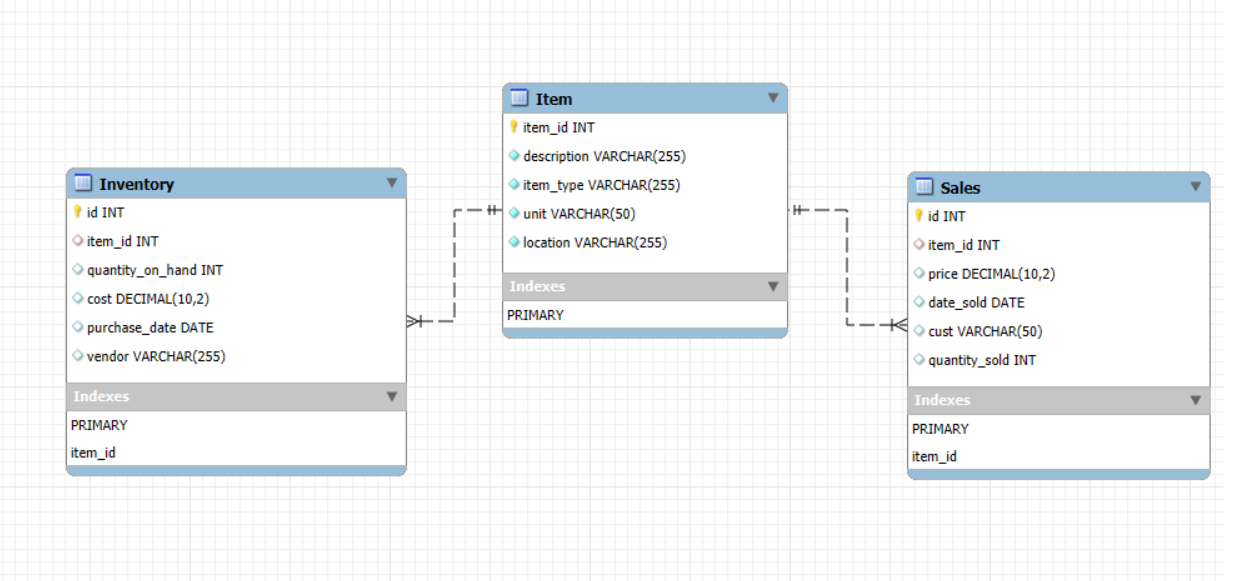 Inventory
id INT
item_id INT
quantity_on_hand INT
cost DECIMAL(10,2)
purchase_date DATE
vendor VARCHAR(255)
Indexes
PRIMARY
item_id
Item
item_id INT
description VARCHAR(255)
item_type VARCHAR(255)
unit VARCHAR(50)
location VARCHAR(255)
Indexes
PRIMARY
Sales
id INT
item_id INT
price DECIMAL(10,2)
date_sold DATE
cust VARCHAR(50)
quantity_sold INT
Indexes
PRIMARY
item_id